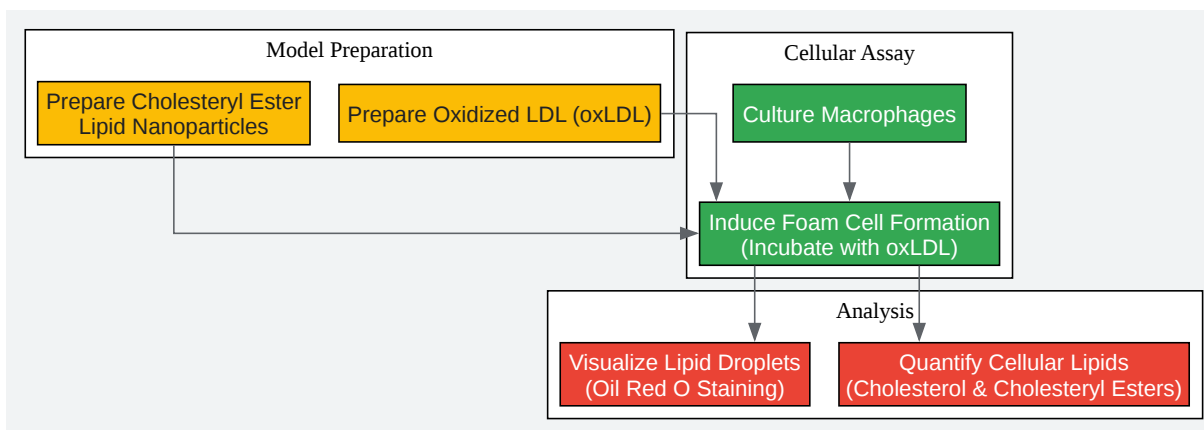 Model Preparation
Prepare Cholesteryl Ester
Lipid Nanoparticles
Prepare Oxidized LDL (oxLDL)
Cellular Assay
Culture Macrophages
Induce Foam Cell Formation
(Incubate with oxLDL)
Analysis
Visualize Lipid Droplets
(Oil Red O Staining)
Quantify Cellular Lipids
(Cholesterol & Cholesteryl Esters)